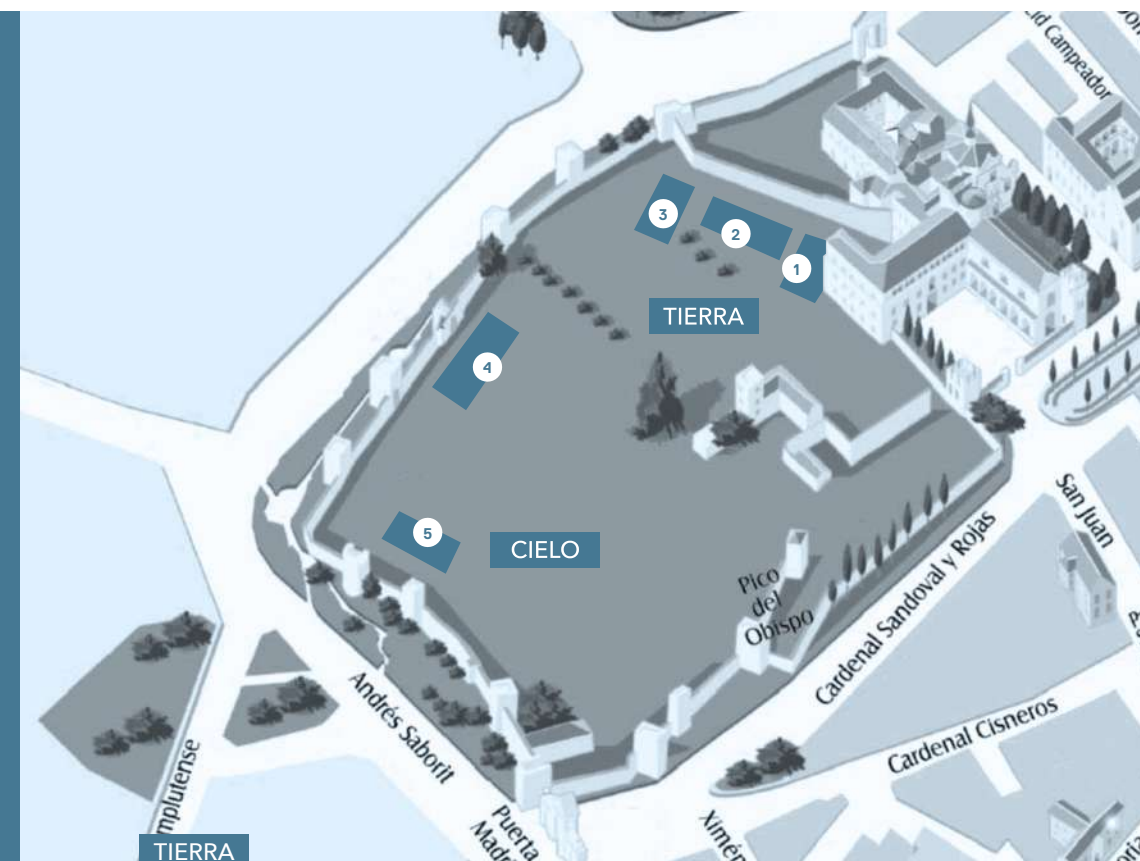 Cid Campeador
3
2
1
TIERRA
4
5
CIELO
San Juan
Pico
del
Obispo
Cardenal Sandoval y Rojas
Andrés Saborit
Cardenal Cisneros
Puerta
TIERRA